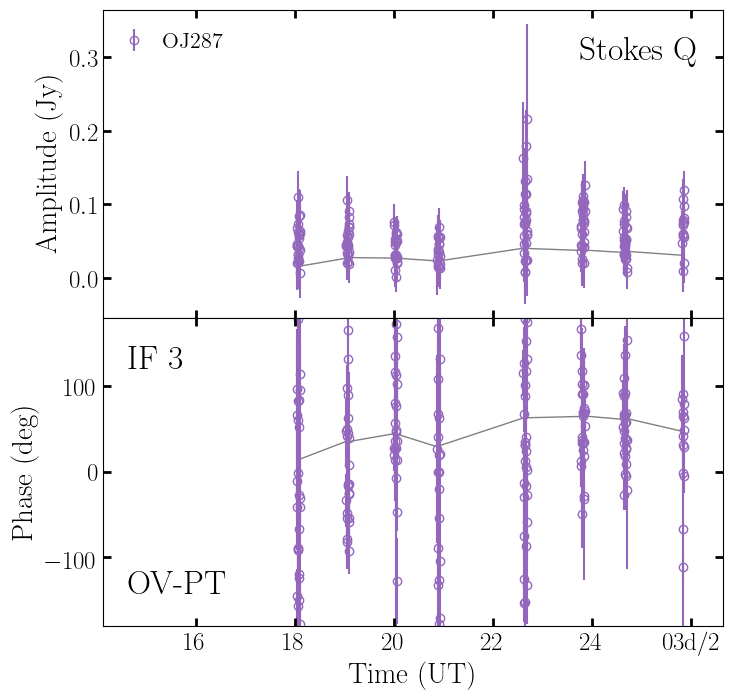 OJ287
Stokes Q
Amplitude (Jy)
0.3
0.2
0.1
0.0
IF 3
OV-PT
Phase (deg)
100
0
−100
16 18 20 22 24 03d/2
Time (UT)